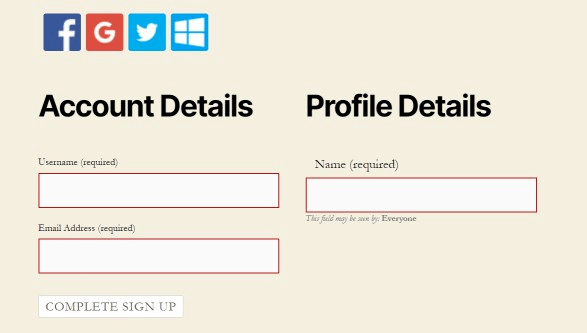 Account Details
Username (required)
Email Address (required)
COMPLETE SIGN UP
Profile Details
Name (required)
This field may be seen by: Everyone